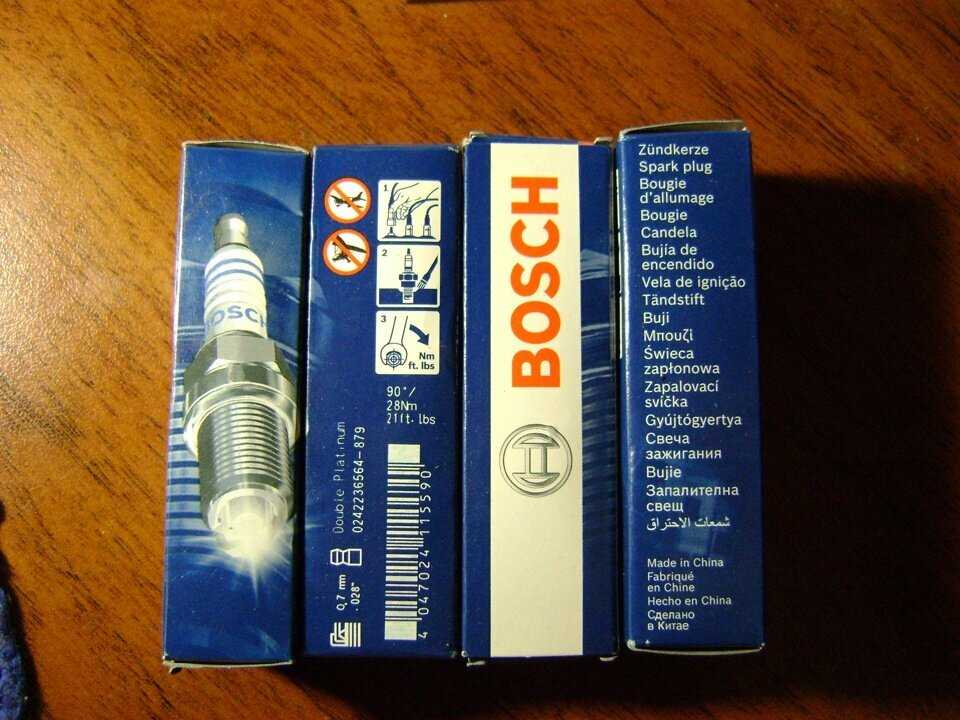 BOSCH
1
2
3
Nm
ft. lbs
90°/
28Nm
21ft. lbs
Double Platinum
0242236564-879
0,7 mm
.028"
4 047024 115590
BOSCH
Zündkerze
Spark plug
Bougie
d'allumage
Bougie
Candela
Bujía de
encendido
Vela de ignição
Tändstift
Buji
Μπουζί
Świeca
zapłonowa
Zapalovací
svíčka
Gyújtógyertya
Свеча
зажигания
Bujie
Запалителна
свещ
شمعات الاحتراق
Made in China
Fabriqué
en Chine
Hecho en China
Сделано
в Китае